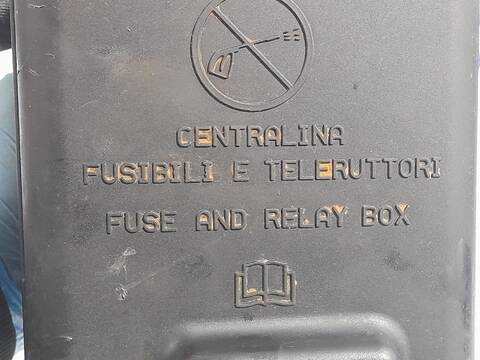 CENTRALINA
FUSIBILI E TELERUTTORI
FUSE AND RELAY BOX